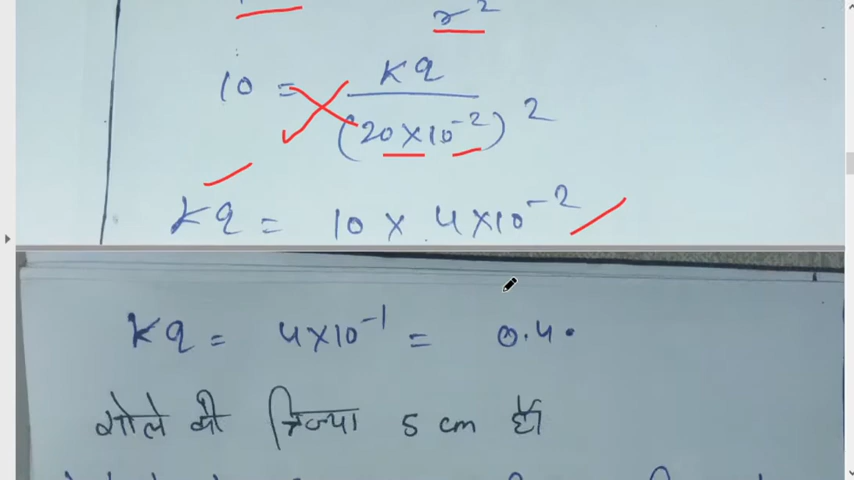 r²
10 = Kq / (20×10⁻²)²
Kq = 10 × 4×10⁻²
Kq = 4×10⁻¹ = 0.4.
गोले की त्रिज्या 5 cm है।